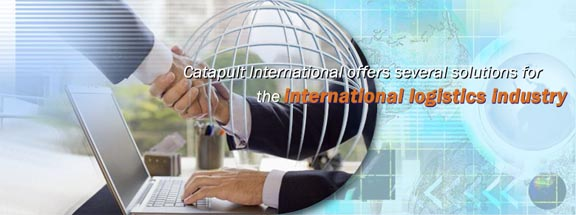 Catapult International offers several solutions for
the International logistics Industry